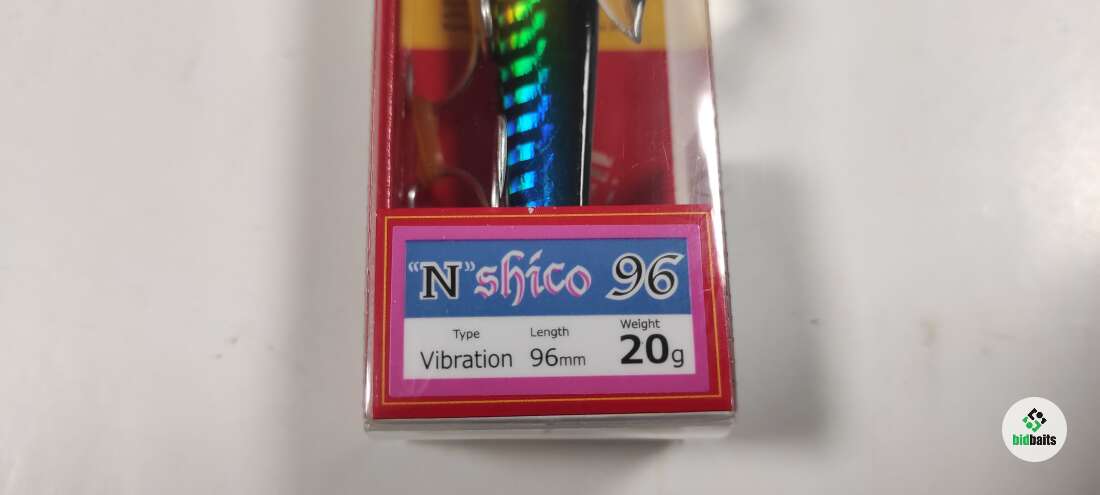 “N”shico 96
Type Length Weight
Vibration 96mm 20g
bidbaits